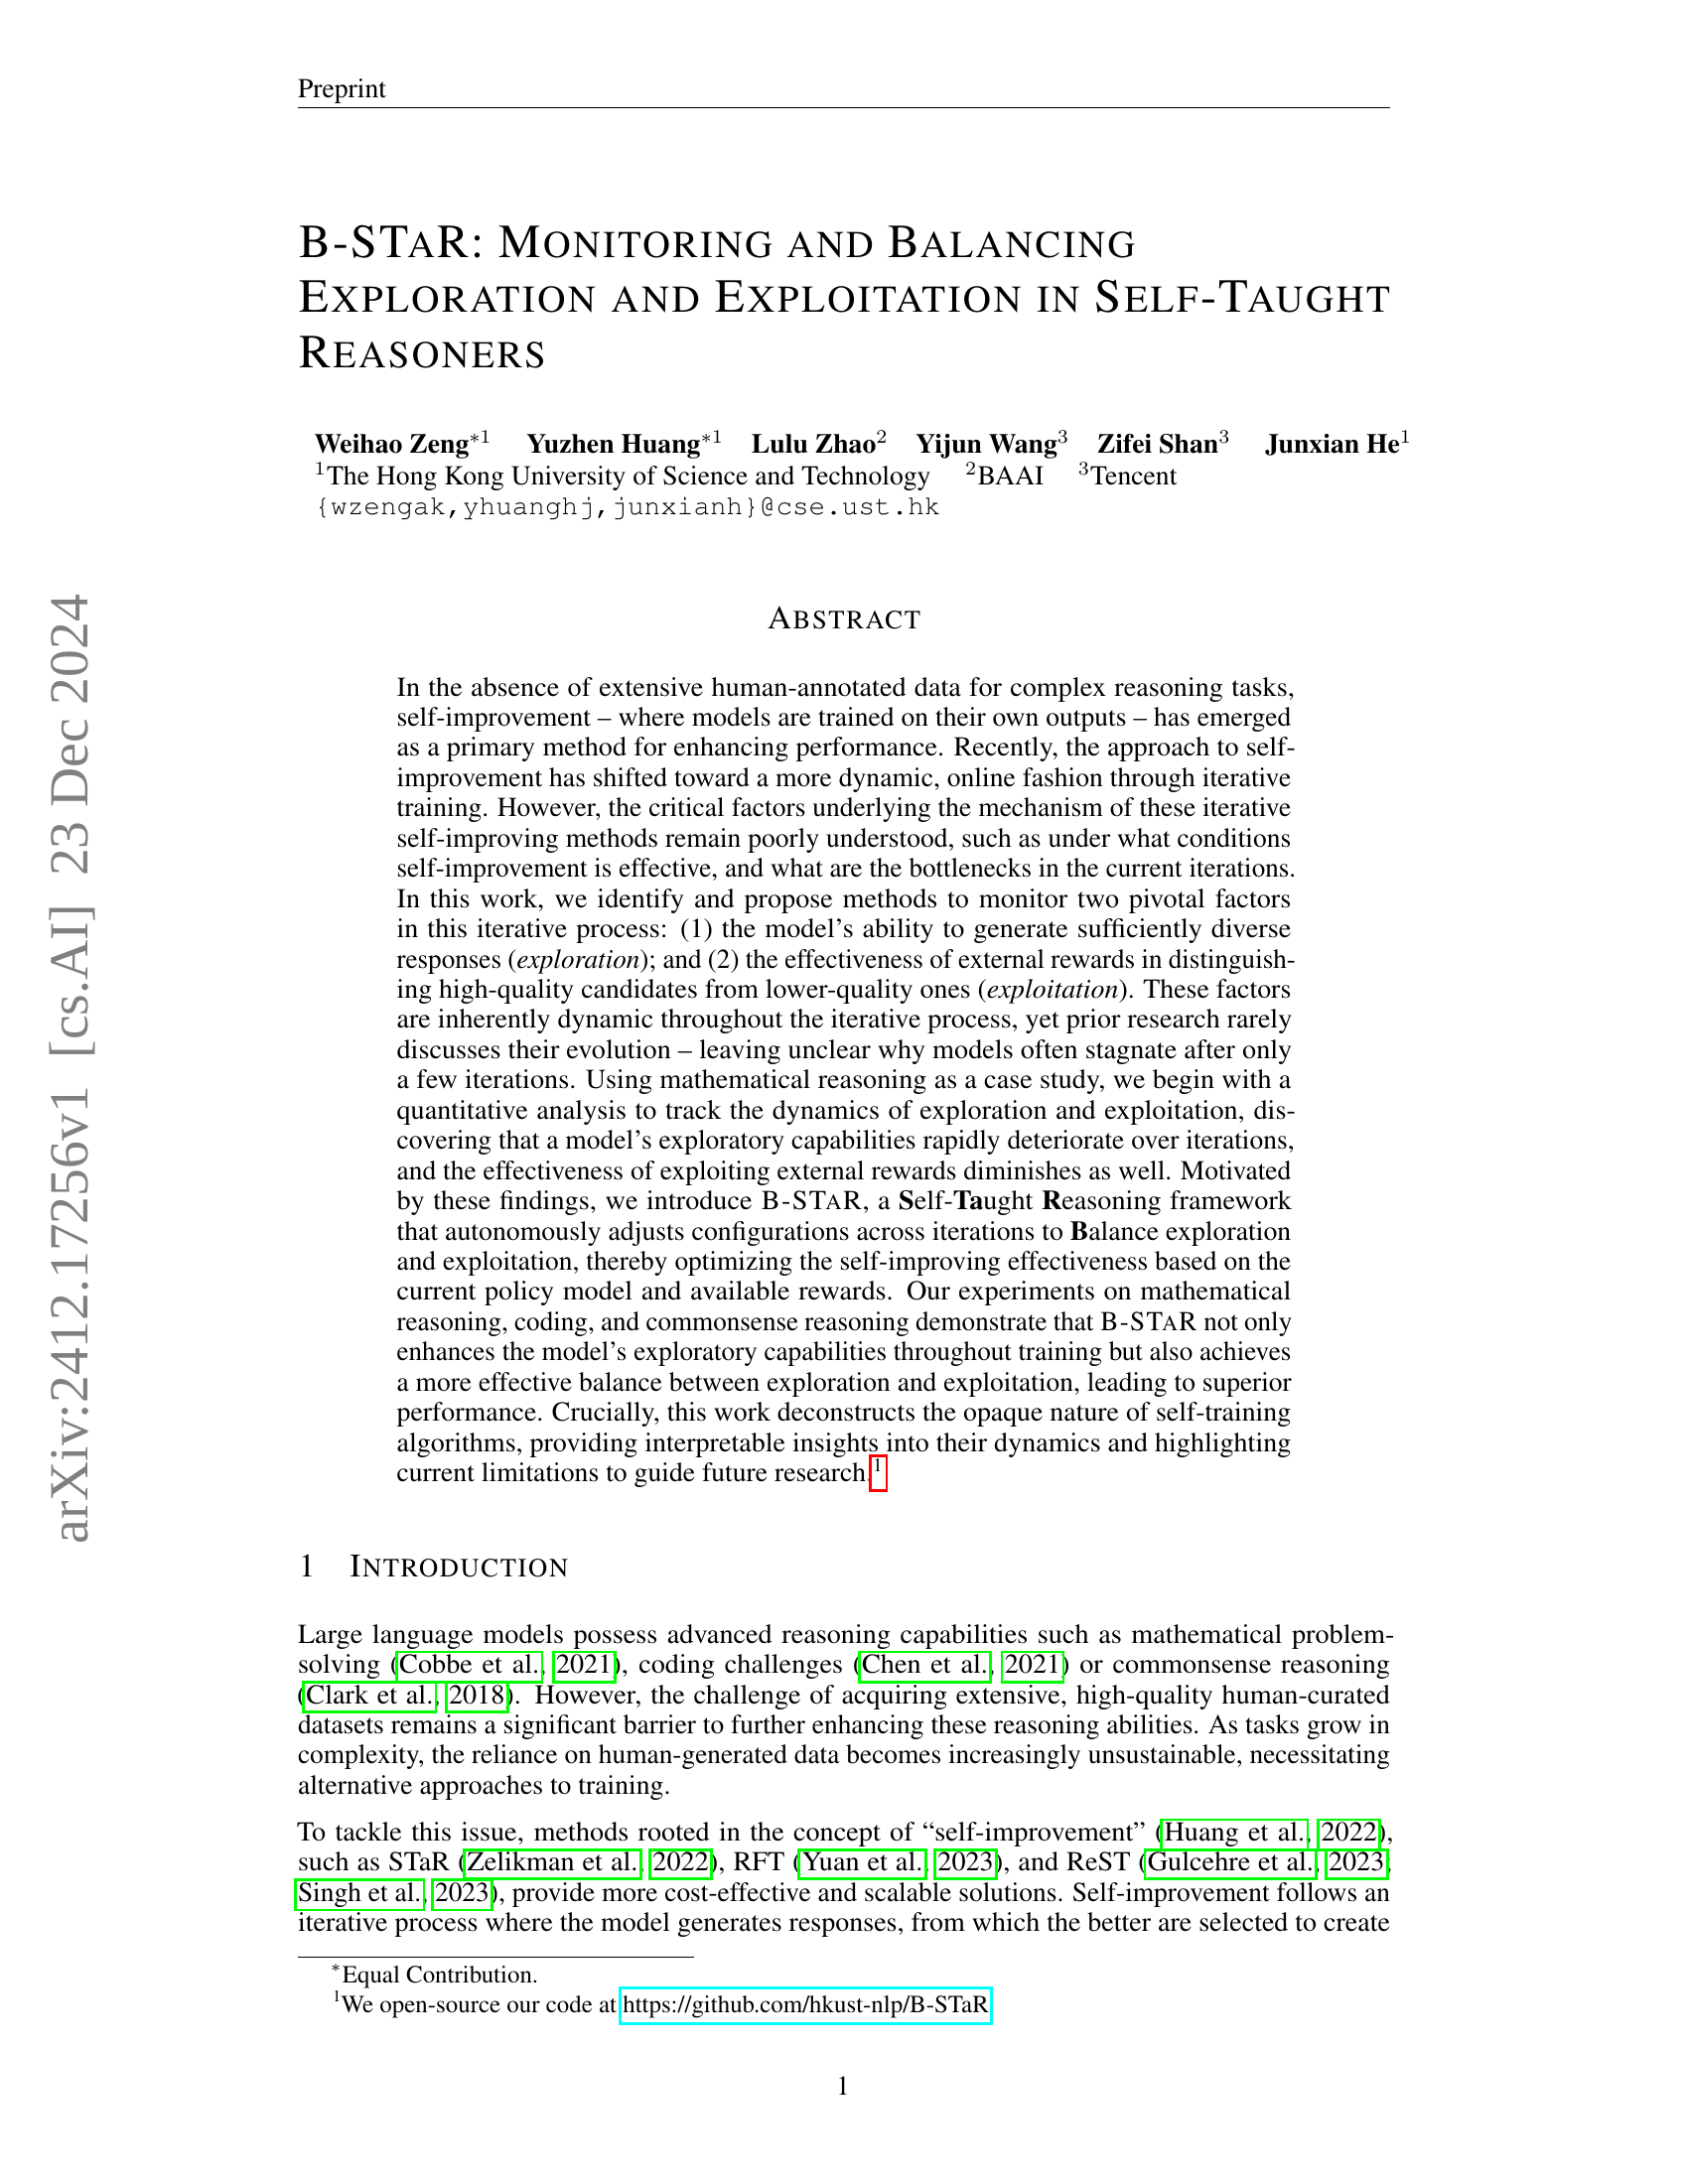 Preprint
B-STAR: MONITORING AND BALANCING
EXPLORATION AND EXPLOITATION IN SELF-TAUGHT
REASONERS
Weihao Zeng*1 Yuzhen Huang*1 Lulu Zhao2 Yijun Wang3 Zifei Shan3 Junxian He1
1The Hong Kong University of Science and Technology 2BAAI 3Tencent
{wzengak,yhuanghj,junxianh}@cse.ust.hk
ABSTRACT
In the absence of extensive human-annotated data for complex reasoning tasks,
self-improvement – where models are trained on their own outputs – has emerged
as a primary method for enhancing performance. Recently, the approach to self-
improvement has shifted toward a more dynamic, online fashion through iterative
training. However, the critical factors underlying the mechanism of these iterative
self-improving methods remain poorly understood, such as under what conditions
self-improvement is effective, and what are the bottlenecks in the current iterations.
In this work, we identify and propose methods to monitor two pivotal factors
in this iterative process: (1) the model's ability to generate sufficiently diverse
responses (exploration); and (2) the effectiveness of external rewards in distinguish-
ing high-quality candidates from lower-quality ones (exploitation). These factors
are inherently dynamic throughout the iterative process, yet prior research rarely
discusses their evolution – leaving unclear why models often stagnate after only
a few iterations. Using mathematical reasoning as a case study, we begin with a
quantitative analysis to track the dynamics of exploration and exploitation, dis-
covering that a model's exploratory capabilities rapidly deteriorate over iterations,
and the effectiveness of exploiting external rewards diminishes as well. Motivated
by these findings, we introduce B-STAR, a Self-Taught Reasoning framework
that autonomously adjusts configurations across iterations to Balance exploration
and exploitation, thereby optimizing the self-improving effectiveness based on the
current policy model and available rewards. Our experiments on mathematical
reasoning, coding, and commonsense reasoning demonstrate that B-STAR not only
enhances the model's exploratory capabilities throughout training but also achieves
a more effective balance between exploration and exploitation, leading to superior
performance. Crucially, this work deconstructs the opaque nature of self-training
algorithms, providing interpretable insights into their dynamics and highlighting
current limitations to guide future research.1
1 INTRODUCTION
Large language models possess advanced reasoning capabilities such as mathematical problem-
solving (Cobbe et al., 2021), coding challenges (Chen et al., 2021) or commonsense reasoning
(Clark et al., 2018). However, the challenge of acquiring extensive, high-quality human-curated
datasets remains a significant barrier to further enhancing these reasoning abilities. As tasks grow in
complexity, the reliance on human-generated data becomes increasingly unsustainable, necessitating
alternative approaches to training.
To tackle this issue, methods rooted in the concept of “self-improvement” (Huang et al., 2022),
such as STaR (Zelikman et al., 2022), RFT (Yuan et al., 2023), and ReST (Gulcehre et al., 2023;
Singh et al., 2023), provide more cost-effective and scalable solutions. Self-improvement follows an
iterative process where the model generates responses, from which the better are selected to create
*Equal Contribution.
1We open-source our code at https://github.com/hkust-nlp/B-STaR
1
arXiv:2412.17256v1 [cs.AI] 23 Dec 2024